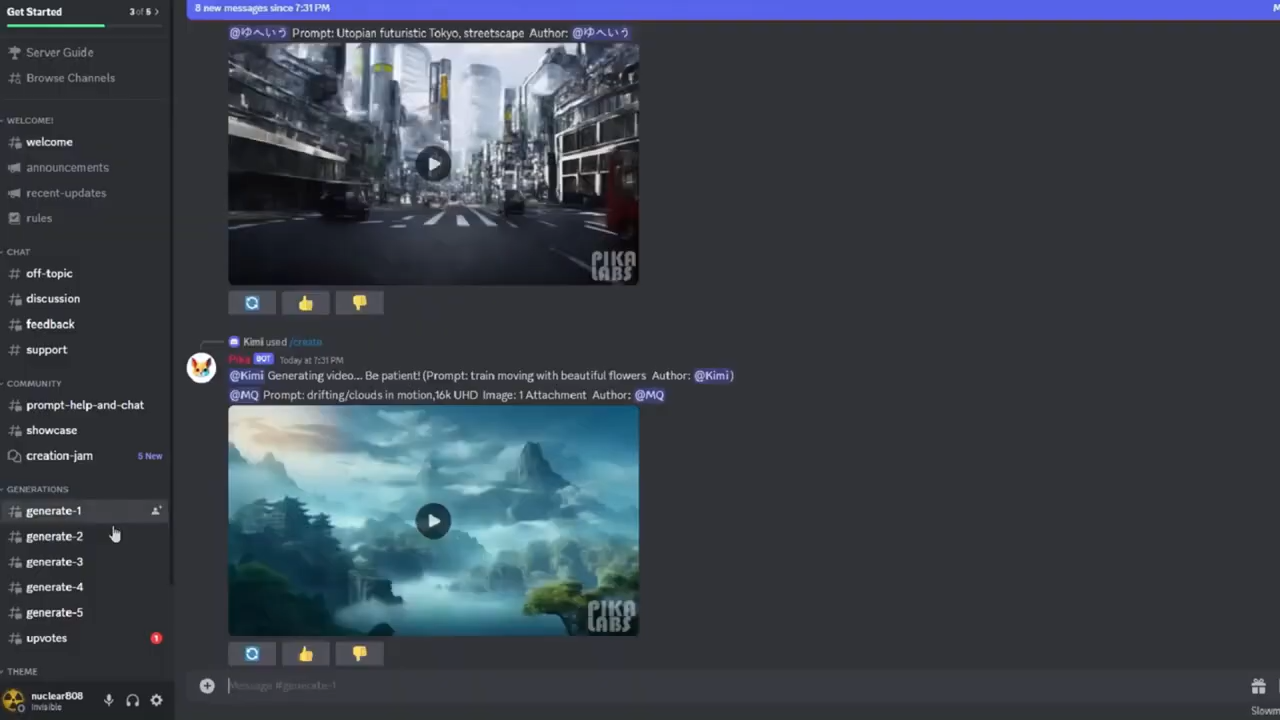 Get Started
3 of 5 >
Server Guide
Browse Channels
WELCOME!
welcome
announcements
recent-updates
rules
CHAT
off-topic
discussion
feedback
support
COMMUNITY
prompt-help-and-chat
showcase
creation-jam 5 New
GENERATIONS
generate-1
generate-2
generate-3
generate-4
generate-5
upvotes 1
THEME
nuclear808
Invisible
8 new messages since 7:31 PM
@ゆへいう Prompt: Utopian futuristic Tokyo, streetscape Author: @ゆへいう
PIKA
LABS
Kimi used /create
Pika BOT Today at 7:31 PM
@Kimi Generating video... Be patient! (Prompt: train moving with beautiful flowers Author: @Kimi)
@MQ Prompt: drifting/clouds in motion,16k UHD Image: 1 Attachment Author: @MQ
PIKA
LABS
Message #generate-1